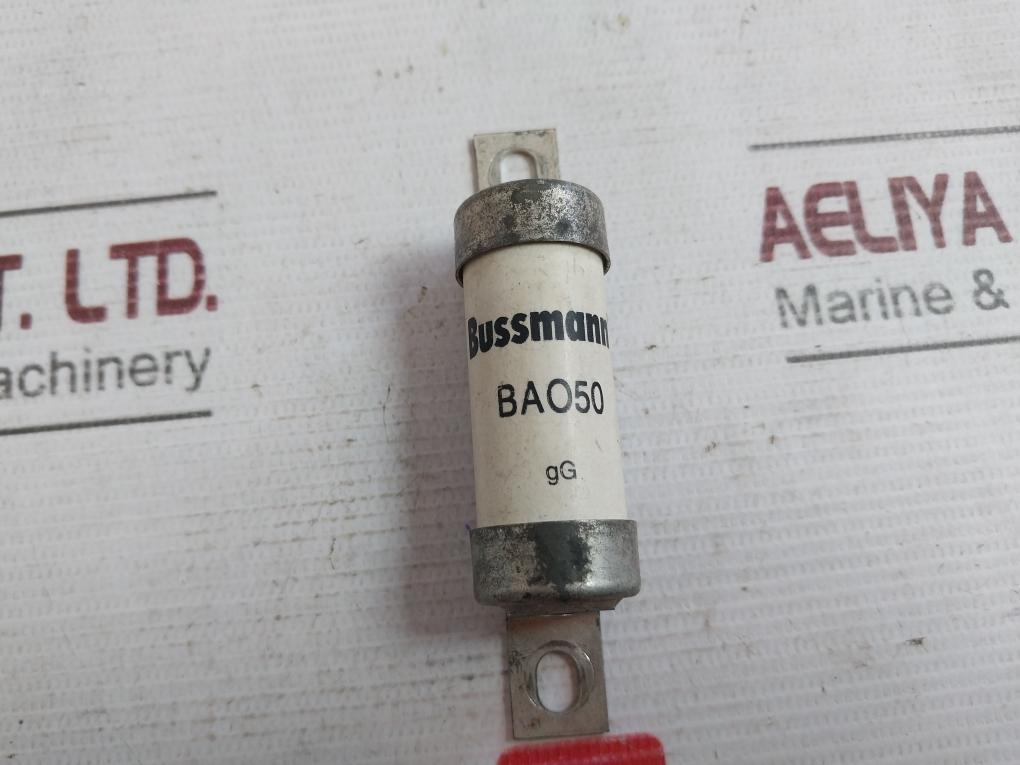 T. LTD.
achinery
AELIYA
Marine &
Bussmann
BAO50
gG